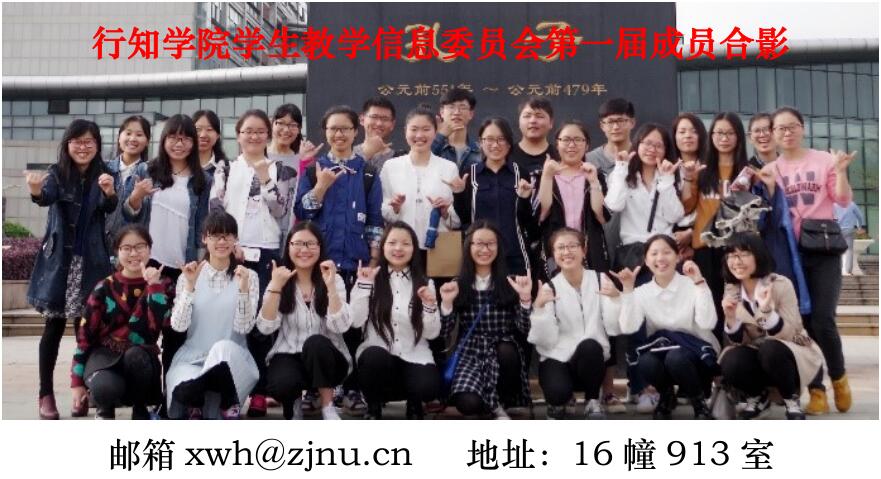 行知学院学生教学信息委员会第一届成员合影
公元前551年 ～ 公元前479年
邮箱 xwh@zjnu.cn 地址：16 幢 913 室